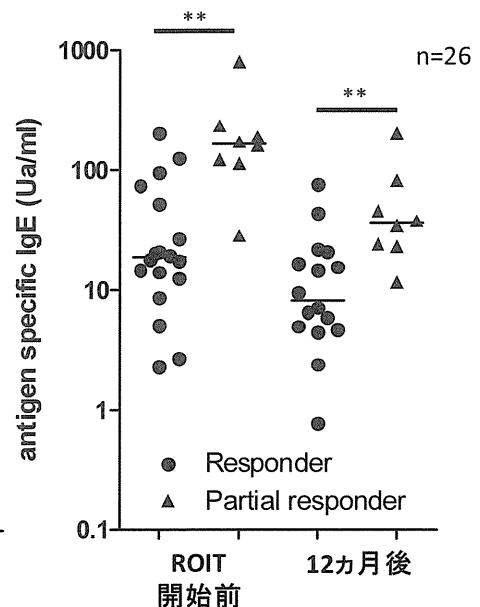 **
n=26
**
antigen specific IgE (Ua/ml)
1000
100
10
1
0.1
Responder
Partial responder
ROIT
開始前
12ヵ月後